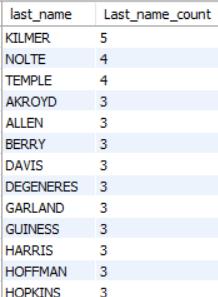 last_name Last_name_count
KILMER 5
NOLTE 4
TEMPLE 4
AKROYD 3
ALLEN 3
BERRY 3
DAVIS 3
DEGENERES 3
GARLAND 3
GUINESS 3
HARRIS 3
HOFFMAN 3
HOPKINS 3